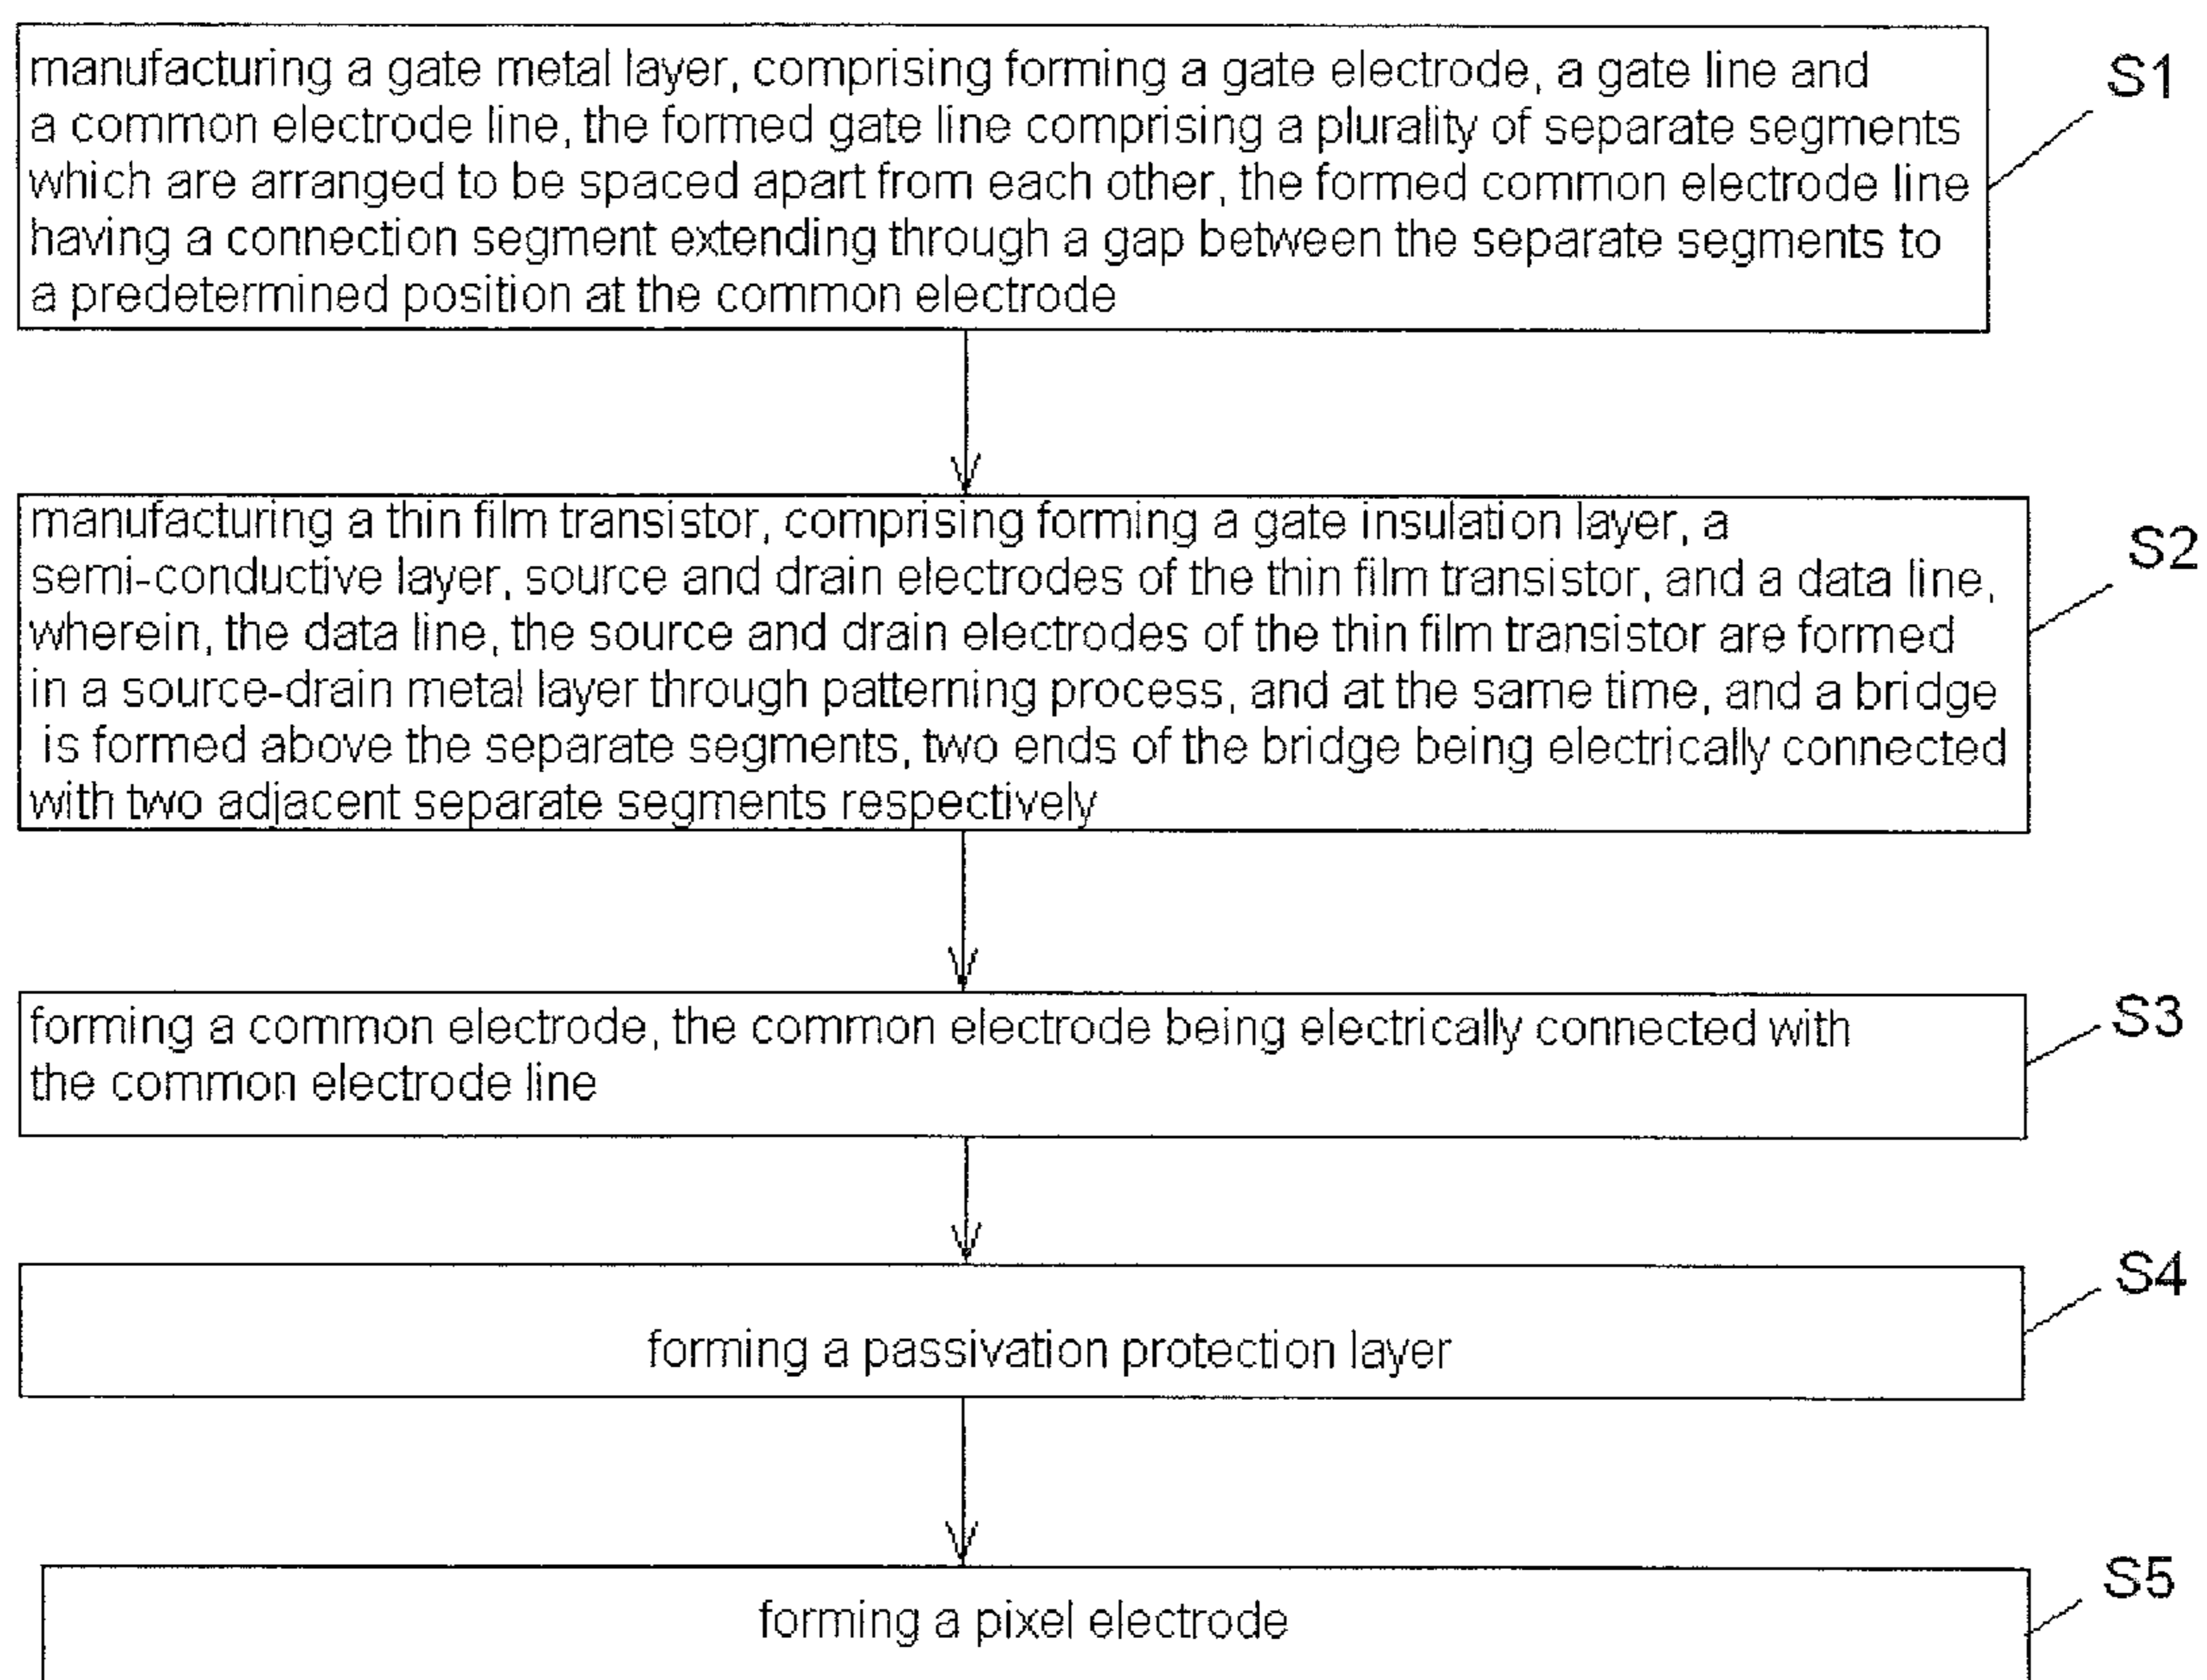 manufacturing a gate metal layer, comprising forming a gate electrode, a gate line and
a common electrode line, the formed gate line comprising a plurality of separate segments
which are arranged to be spaced apart from each other, the formed common electrode line
having a connection segment extending through a gap between the separate segments to
a predetermined position at the common electrode
S1
manufacturing a thin film transistor, comprising forming a gate insulation layer, a
semi-conductive layer, source and drain electrodes of the thin film transistor, and a data line,
wherein, the data line, the source and drain electrodes of the thin film transistor are formed
in a source-drain metal layer through patterning process, and at the same time, and a bridge
is formed above the separate segments, two ends of the bridge being electrically connected
with two adjacent separate segments respectively
S2
forming a common electrode, the common electrode being electrically connected with
the common electrode line
S3
forming a passivation protection layer
S4
forming a pixel electrode
S5